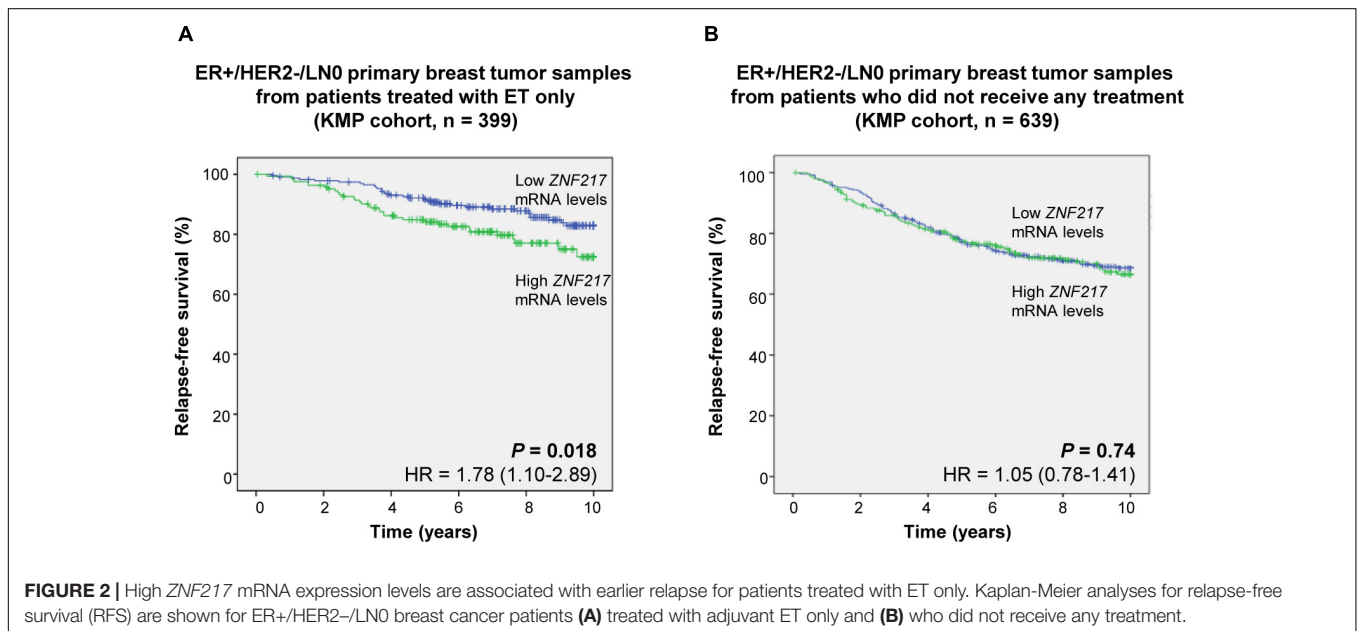 A
ER+/HER2-/LN0 primary breast tumor samples
from patients treated with ET only
(KMP cohort, n = 399)
Relapse-free survival (%)
100
80
60
40
20
0
Low ZNF217
mRNA levels
High ZNF217
mRNA levels
P = 0.018
HR = 1.78 (1.10-2.89)
0 2 4 6 8 10
Time (years)
B
ER+/HER2-/LN0 primary breast tumor samples
from patients who did not receive any treatment
(KMP cohort, n = 639)
Relapse-free survival (%)
100
80
60
40
20
0
Low ZNF217
mRNA levels
High ZNF217
mRNA levels
P = 0.74
HR = 1.05 (0.78-1.41)
0 2 4 6 8 10
Time (years)
FIGURE 2 | High ZNF217 mRNA expression levels are associated with earlier relapse for patients treated with ET only. Kaplan-Meier analyses for relapse-free
survival (RFS) are shown for ER+/HER2–/LN0 breast cancer patients (A) treated with adjuvant ET only and (B) who did not receive any treatment.